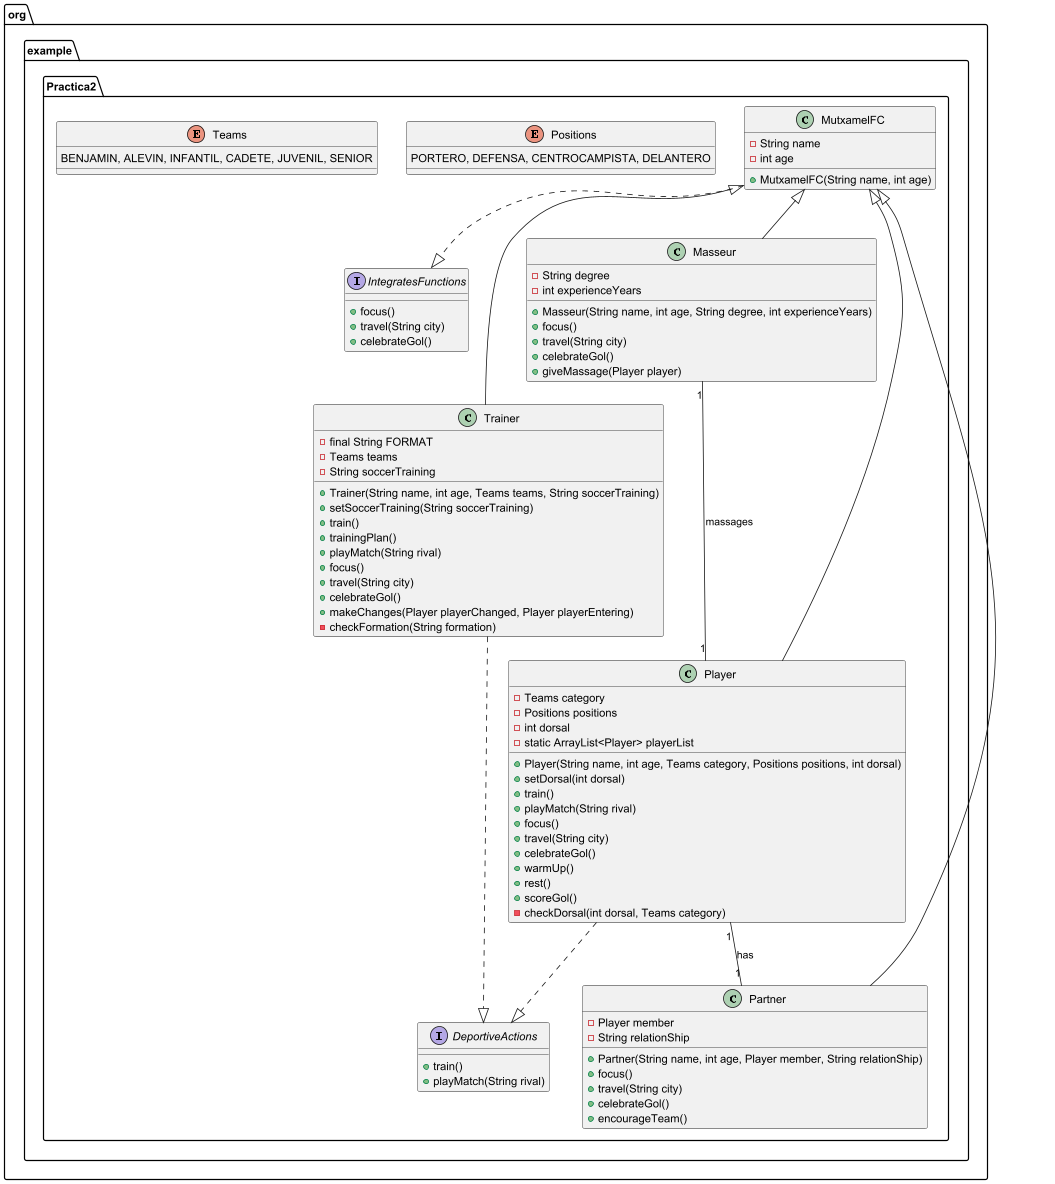 org
example
Practica2
E Teams
BENJAMIN, ALEVIN, INFANTIL, CADETE, JUVENIL, SENIOR
E Positions
PORTERO, DEFENSA, CENTROCAMPISTA, DELANTERO
C MutxamelFC
String name
int age
MutxamelFC(String name, int age)
I IntegratesFunctions
focus()
travel(String city)
celebrateGol()
C Masseur
String degree
int experienceYears
Masseur(String name, int age, String degree, int experienceYears)
focus()
travel(String city)
celebrateGol()
giveMassage(Player player)
1
massages
1
C Trainer
final String FORMAT
Teams teams
String soccerTraining
Trainer(String name, int age, Teams teams, String soccerTraining)
setSoccerTraining(String soccerTraining)
train()
trainingPlan()
playMatch(String rival)
focus()
travel(String city)
celebrateGol()
makeChanges(Player playerChanged, Player playerEntering)
checkFormation(String formation)
C Player
Teams category
Positions positions
int dorsal
static ArrayList<Player> playerList
Player(String name, int age, Teams category, Positions positions, int dorsal)
setDorsal(int dorsal)
train()
playMatch(String rival)
focus()
travel(String city)
celebrateGol()
warmUp()
rest()
scoreGol()
checkDorsal(int dorsal, Teams category)
1
has
1
I DeportiveActions
train()
playMatch(String rival)
C Partner
Player member
String relationShip
Partner(String name, int age, Player member, String relationShip)
focus()
travel(String city)
celebrateGol()
encourageTeam()